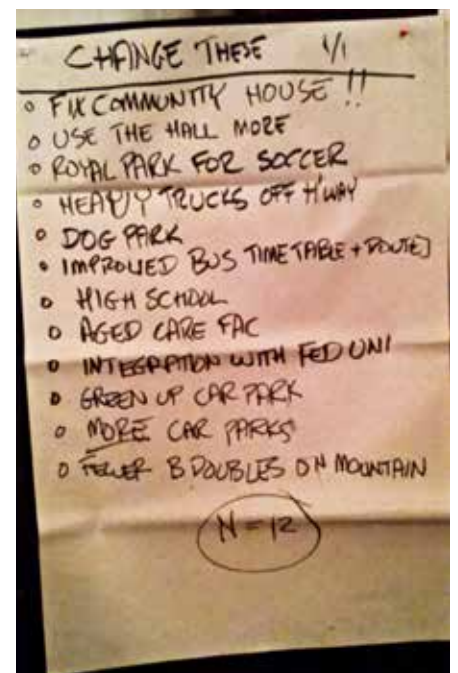 CHANGE THESE 1/1
FIX COMMUNITY HOUSE !!
USE THE HALL MORE
ROYAL PARK FOR SOCCER
HEAVY TRUCKS OFF H'WAY
DOG PARK
IMPROVED BUS TIMETABLE + ROUTE]
HIGH SCHOOL
AGED CARE FAC
INTEGRATION WITH FED UNI
GREEN UP CAR PARK
MORE CAR PARKS
FEWER B DOUBLES ON MOUNTAIN
N = 12